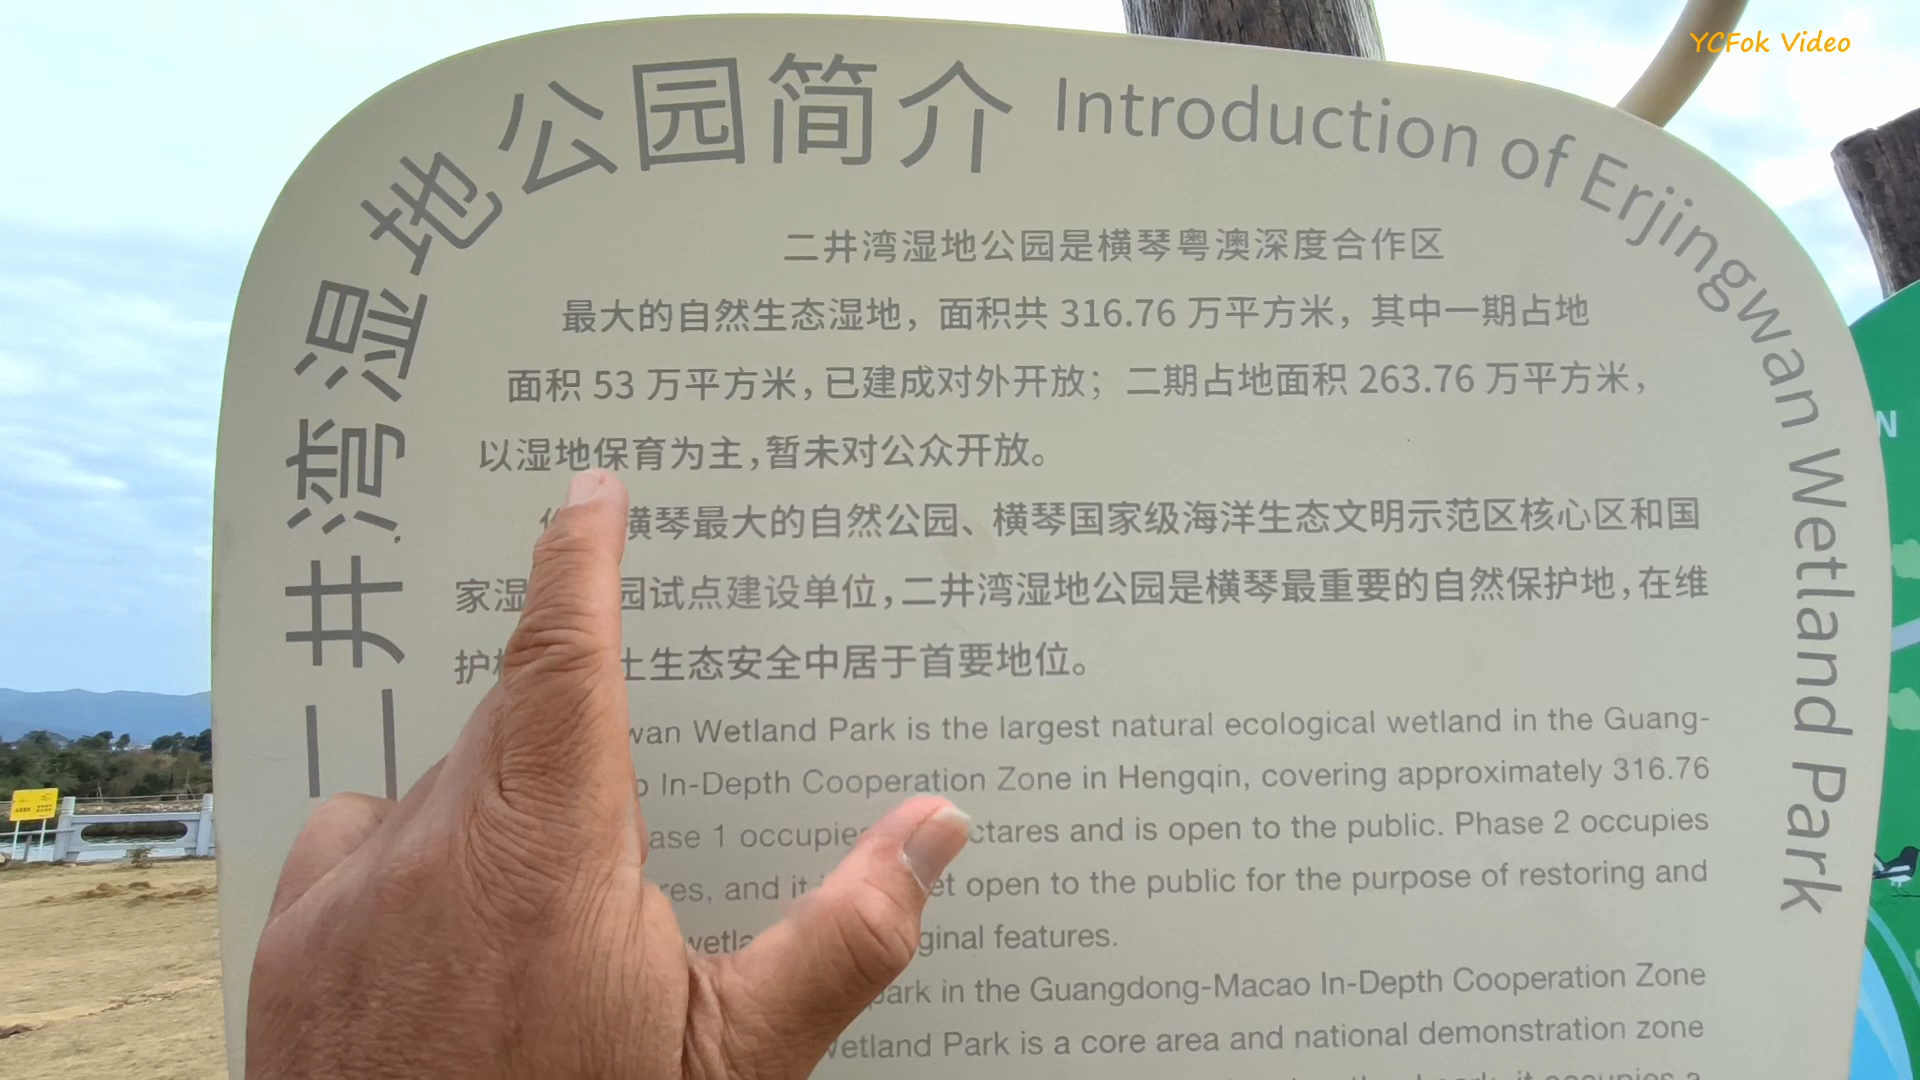 YCFok Video
二井湾湿地公园简介 Introduction of Erjingwan Wetland Park
二井湾湿地公园是横琴粤澳深度合作区
最大的自然生态湿地，面积共 316.76 万平方米，其中一期占地
面积 53 万平方米，已建成对外开放；二期占地面积 263.76 万平方米，
以湿地保育为主，暂未对公众开放。
横琴最大的自然公园、横琴国家级海洋生态文明示范区核心区和国
家湿 园试点建设单位，二井湾湿地公园是横琴最重要的自然保护地，在维
护 土生态安全中居于首要地位。
wan Wetland Park is the largest natural ecological wetland in the Guang-
o In-Depth Cooperation Zone in Hengqin, covering approximately 316.76
ase 1 occupies ctares and is open to the public. Phase 2 occupies
res, and it et open to the public for the purpose of restoring and
wetla ginal features.
park in the Guangdong-Macao In-Depth Cooperation Zone
Wetland Park is a core area and national demonstration zone
N